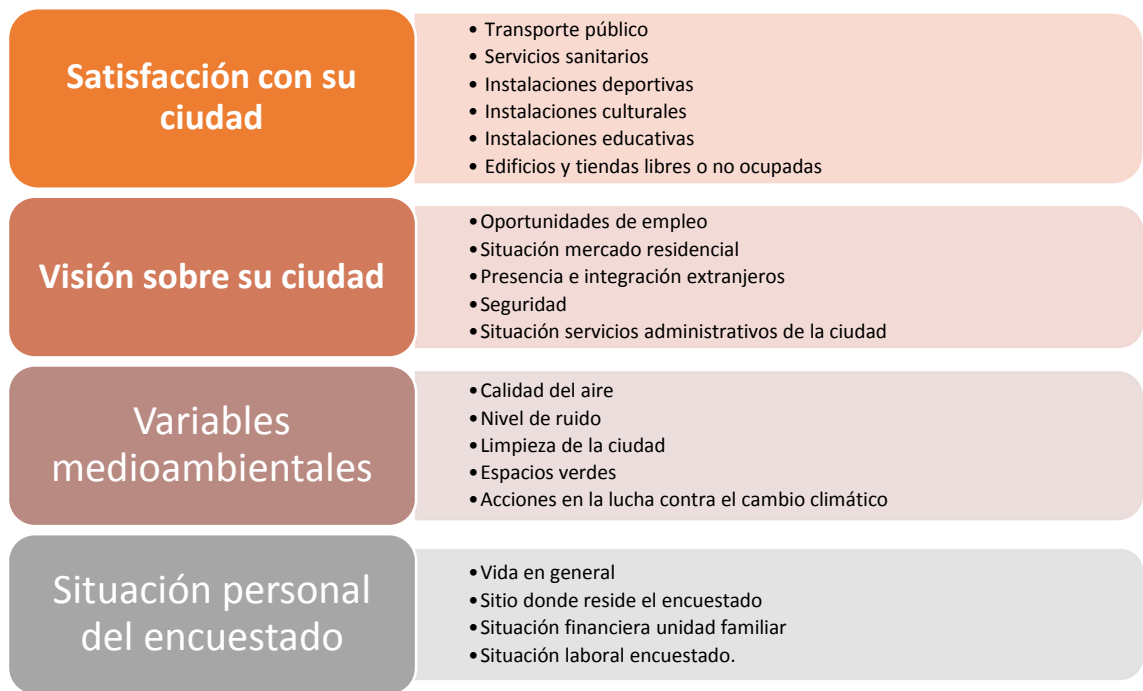 Satisfacción con su
ciudad
• Transporte público
• Servicios sanitarios
• Instalaciones deportivas
• Instalaciones culturales
• Instalaciones educativas
• Edificios y tiendas libres o no ocupadas
Visión sobre su ciudad
•Oportunidades de empleo
•Situación mercado residencial
•Presencia e integración extranjeros
•Seguridad
•Situación servicios administrativos de la ciudad
Variables
medioambientales
•Calidad del aire
•Nivel de ruido
•Limpieza de la ciudad
•Espacios verdes
•Acciones en la lucha contra el cambio climático
Situación personal
del encuestado
•Vida en general
•Sitio donde reside el encuestado
•Situación financiera unidad familiar
•Situación laboral encuestado.